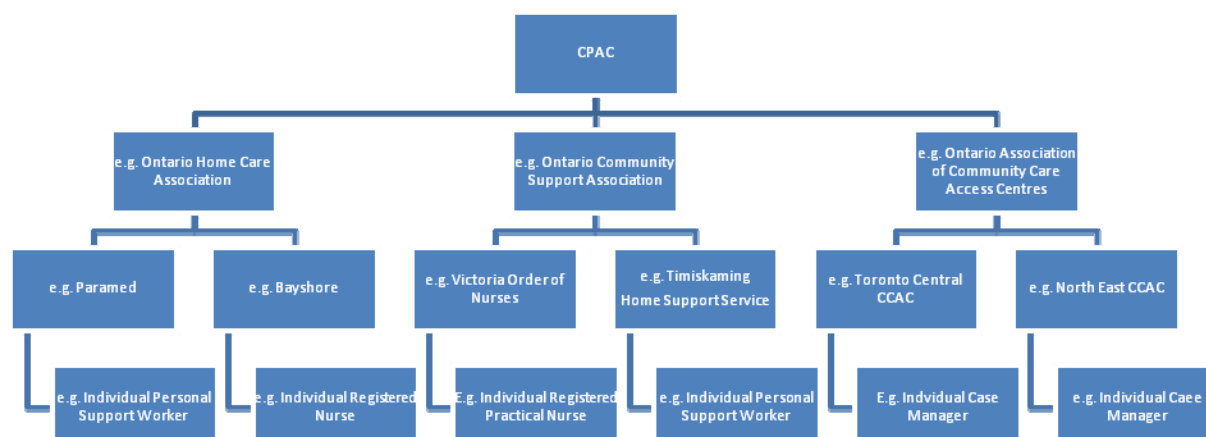 CPAC
e.g. Ontario Home Care
Association
e.g. Ontario Community
Support Association
e.g. Ontario Association
of Community Care
Access Centres
e.g. Paramed
e.g. Bayshore
e.g. Victoria Order of
Nurses
e.g. Timiskaming
Home Support Service
e.g. Toronto Central
CCAC
e.g. North East CCAC
e.g. Individual Personal
Support Worker
e.g. Individual Registered
Nurse
E.g. Individual Registered
Practical Nurse
e.g. Individual Personal
Support Worker
E.g. Indvidual Case
Manager
e.g. Individual Caee
Manager